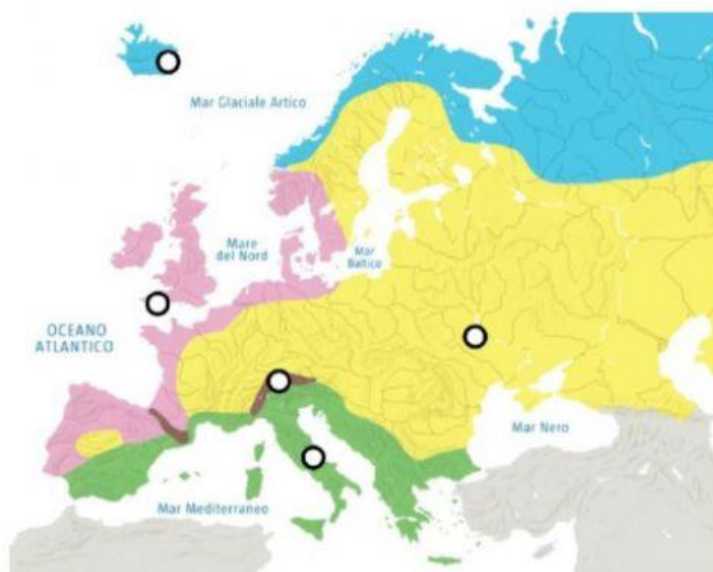 Mar Glaciale Artico
Mare
del Nord
Mar
Baltico
OCEANO
ATLANTICO
Mar Nero
Mar Mediterraneo